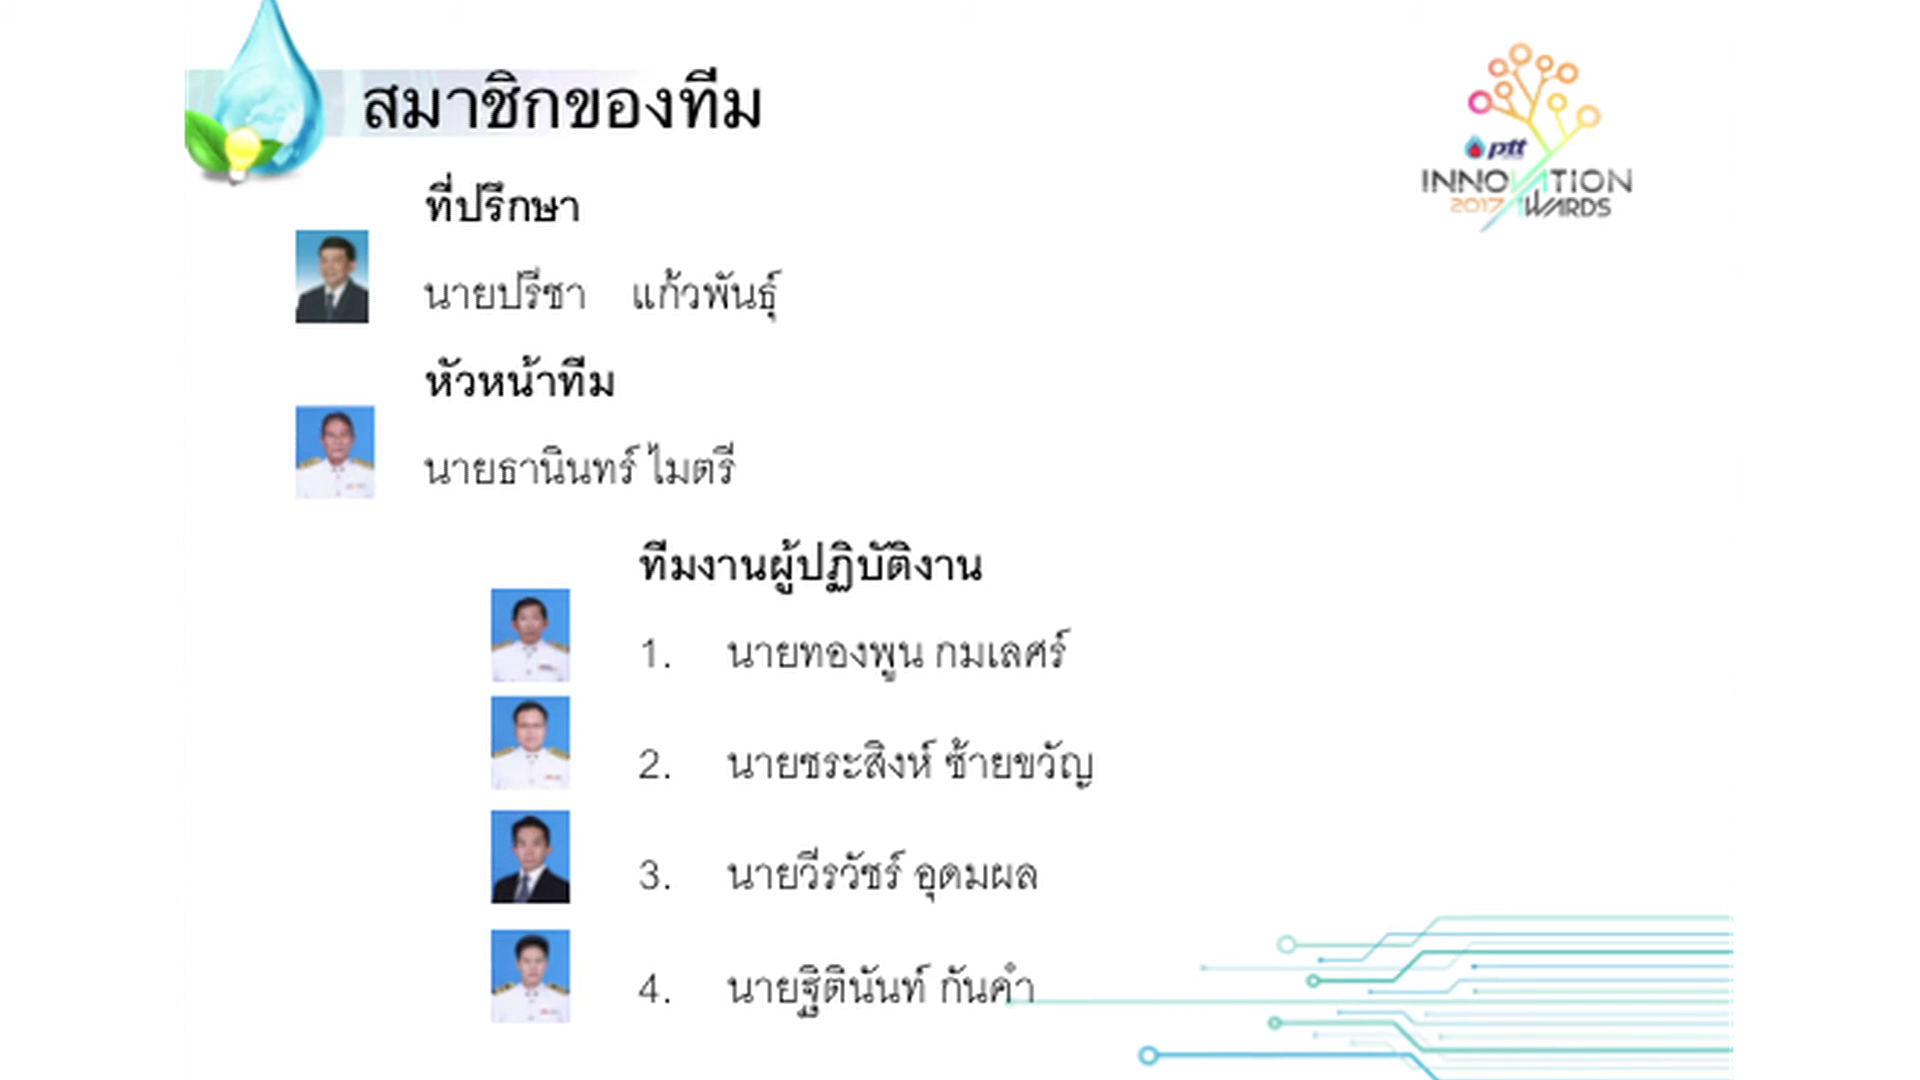 สมาชิกของทีม
ptt
INNOVATION
2017 AWARDS
ที่ปรึกษา
นายปรีชา แก้วพันธุ์
หัวหน้าทีม
นายธานินทร์ ไมตรี
ทีมงานผู้ปฏิบัติงาน
1. นายทองพูน กมเลศร์
2. นายชระสิงห์ ซ้ายขวัญ
3. นายวีรวัชร์ อุดมผล
4. นายฐิตินันท์ กันคำ